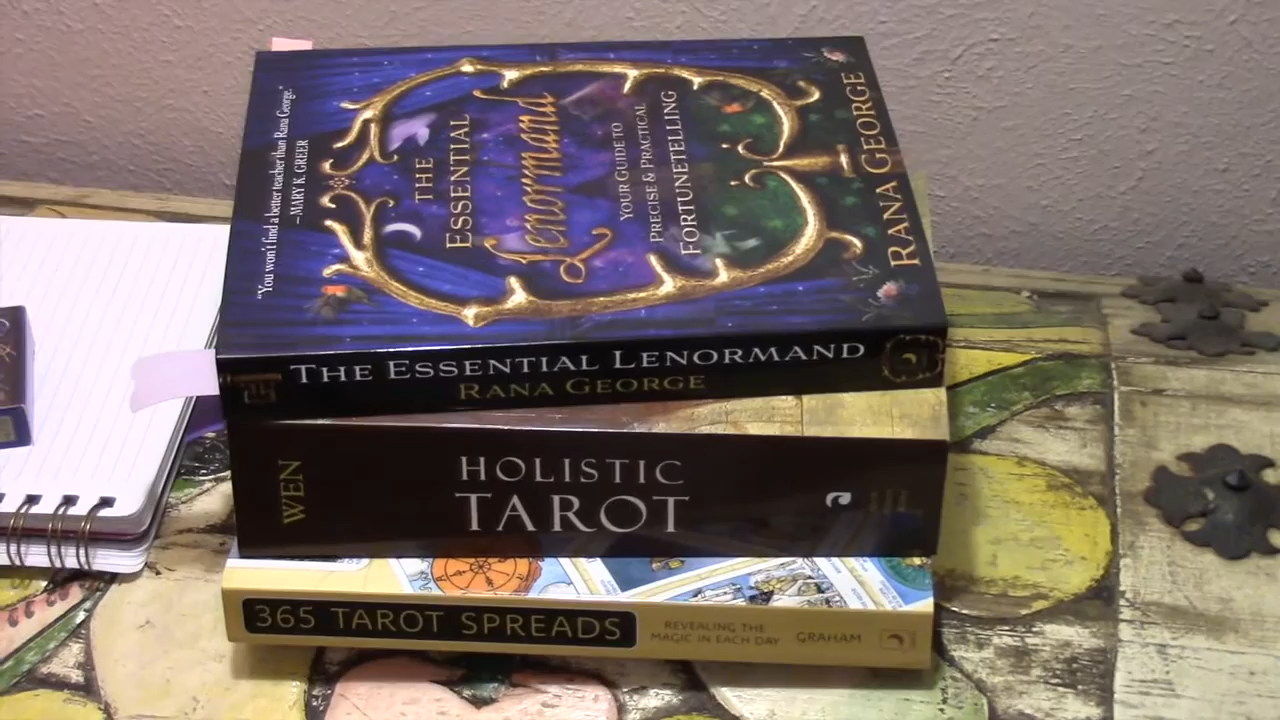 "You won't find a better teacher than Rana George."
—MARY K. GREER
THE
ESSENTIAL
Lenormand
YOUR GUIDE TO
PRECISE & PRACTICAL
FORTUNETELLING
RANA GEORGE
THE ESSENTIAL LENORMAND
RANA GEORGE
WEN
HOLISTIC
TAROT
365 TAROT SPREADS
REVEALING THE
MAGIC IN EACH DAY
GRAHAM